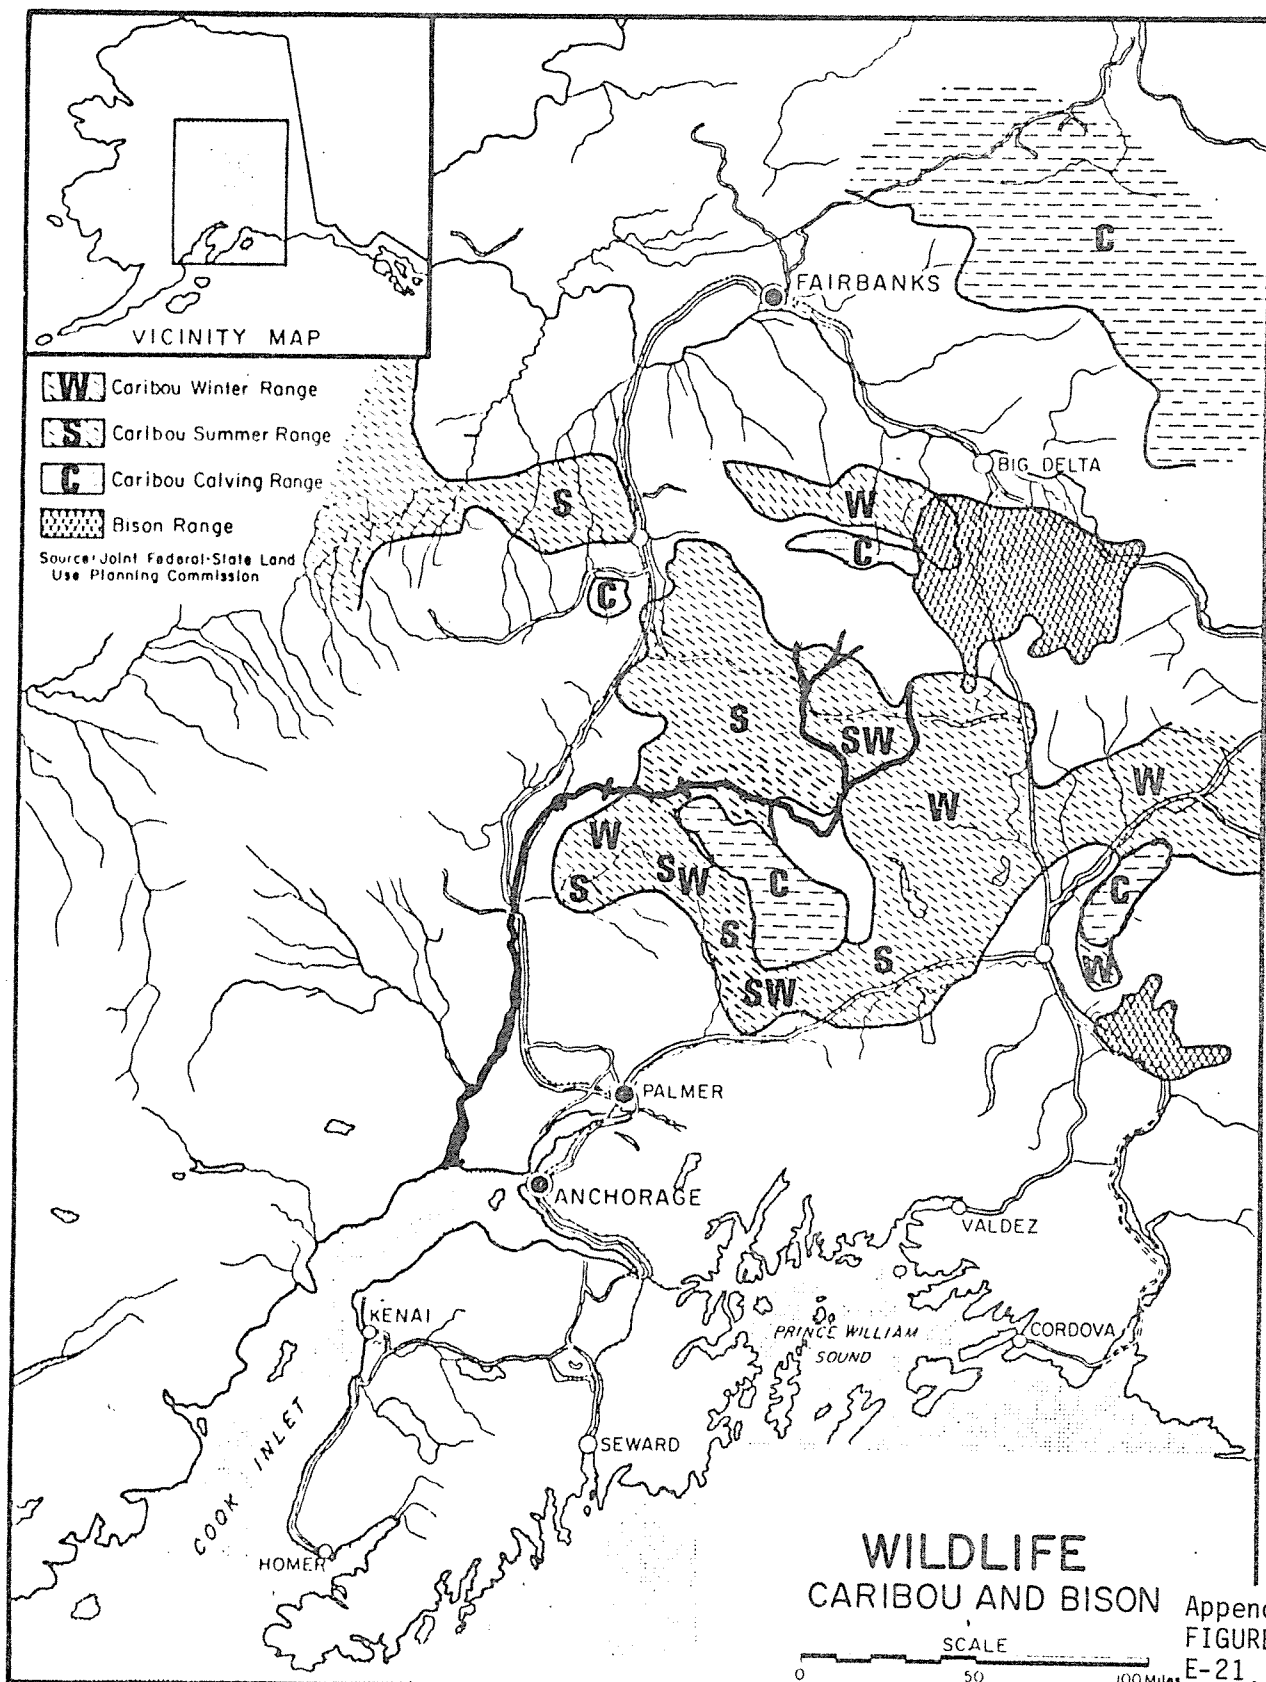 VICINITY MAP
W Caribou Winter Range
S Caribou Summer Range
C Caribou Calving Range
Bison Range
Source: Joint Federal-State Land
Use Planning Commission
C
FAIRBANKS
BIG DELTA
S
W
C
C
S
SW
W
W
W
S
SW
C
C
S
S
W
SW
PALMER
ANCHORAGE
VALDEZ
KENAI
PRINCE WILLIAM
SOUND
CORDOVA
COOK INLET
SEWARD
HOMER
WILDLIFE
CARIBOU AND BISON
Append
FIGURE
E-21
SCALE
0 50 100 Miles